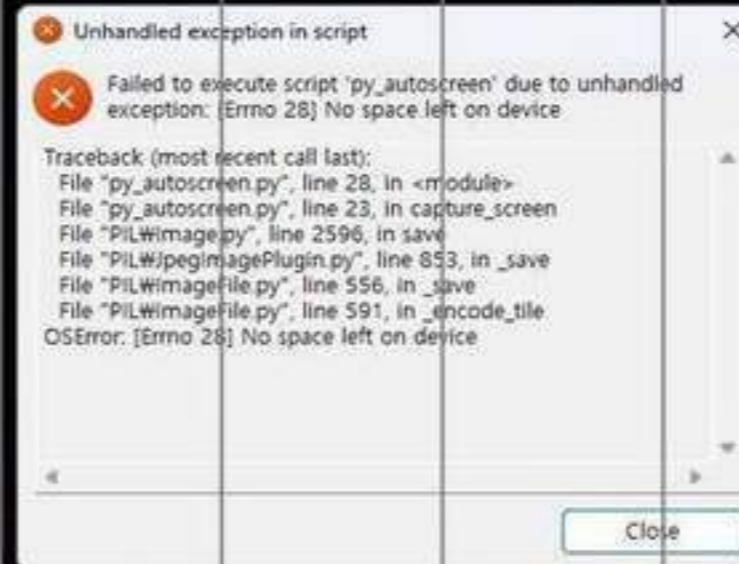 Unhandled exception in script
Failed to execute script 'py_autoscreen' due to unhandled
exception: [Errno 28] No space left on device
Traceback (most recent call last):
File "py_autoscreen.py", line 28, in <module>
File "py_autoscreen.py", line 23, in capture_screen
File "PIL₩Image.py", line 2596, in save
File "PIL₩JpegImagePlugin.py", line 853, in _save
File "PIL₩ImageFile.py", line 556, in _save
File "PIL₩ImageFile.py", line 591, in _encode_tile
OSError: [Errno 28] No space left on device
Close